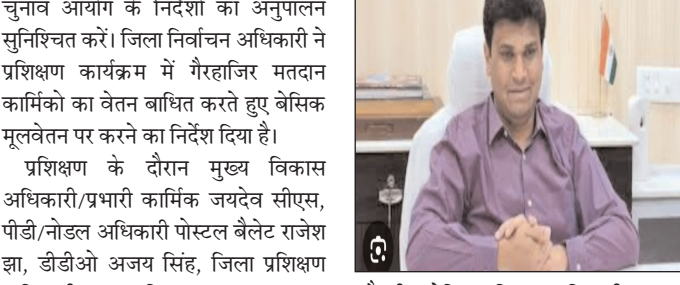 चुनाव आयोग के निर्देशों का अनुपालन
सुनिश्चित करें। जिला निर्वाचन अधिकारी ने
प्रशिक्षण कार्यक्रम में गैरहाजिर मतदान
कार्मिको का वेतन बाधित करते हुए बेसिक
मूलवेतन पर करने का निर्देश दिया है।
प्रशिक्षण के दौरान मुख्य विकास
अधिकारी/प्रभारी कार्मिक जयदेव सीएस,
पीडी/नोडल अधिकारी पोस्टल बैलेट राजेश
झा, डीडीओ अजय सिंह, जिला प्रशिक्षण